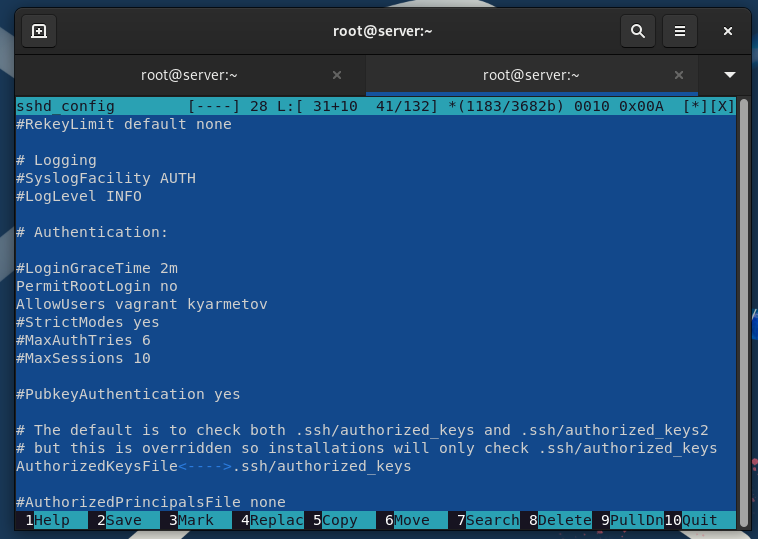 root@server:~
root@server:~ root@server:~
sshd_config [----] 28 L:[ 31+10 41/132] *(1183/3682b) 0010 0x00A [*][X]
#RekeyLimit default none
# Logging
#SyslogFacility AUTH
#LogLevel INFO
# Authentication:
#LoginGraceTime 2m
PermitRootLogin no
AllowUsers vagrant kyarmetov
#StrictModes yes
#MaxAuthTries 6
#MaxSessions 10
#PubkeyAuthentication yes
# The default is to check both .ssh/authorized_keys and .ssh/authorized_keys2
# but this is overridden so installations will only check .ssh/authorized_keys
AuthorizedKeysFile<---->.ssh/authorized_keys
#AuthorizedPrincipalsFile none
1Help 2Save 3Mark 4Replac 5Copy 6Move 7Search 8Delete 9PullDn 10Quit